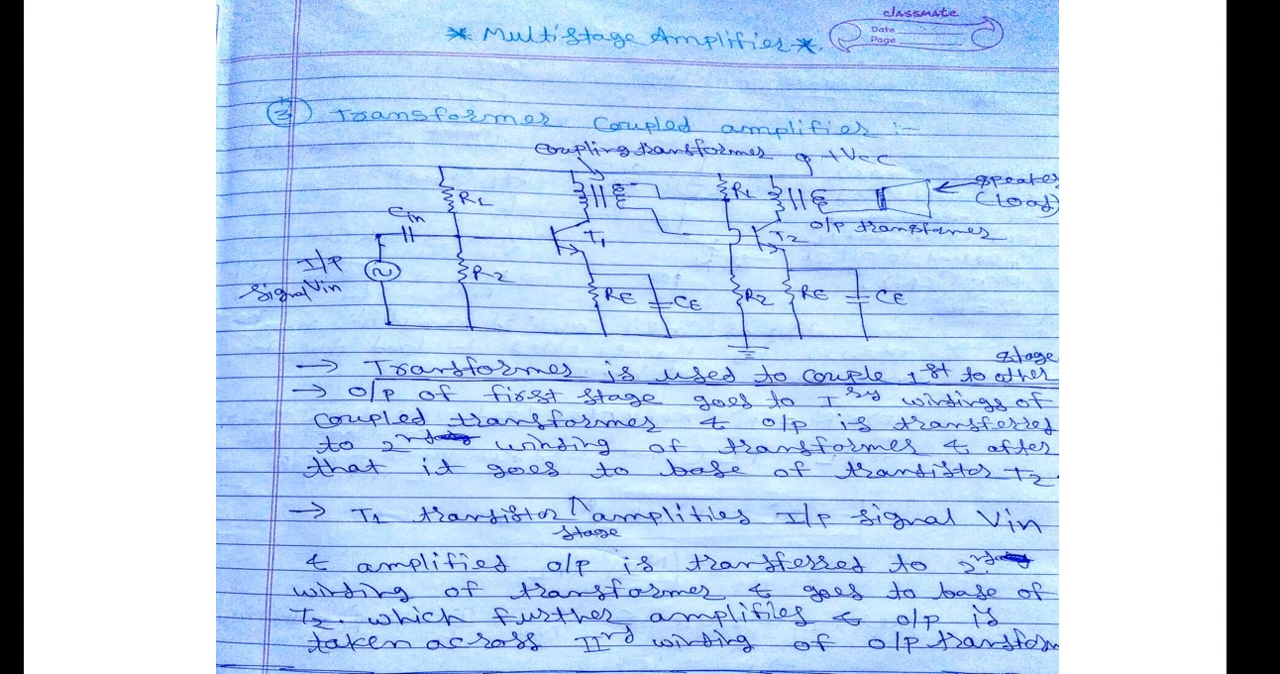 classmate
Date
Page
* Multistage Amplifier *.
③ Transformer Coupled amplifier :-
Coupling transformer
+Vcc
R1
R1
speaker
(load)
Cin
T1
T2
o/p transformer
I/P
signal Vin
R2
RE
CE
R2
RE
CE
→ Transformer is used to couple 1st to other stage
→ o/p of first stage goes to Iry windings of
coupled transformer & o/p is transferred
to 2nd winding of transformer & after
that it goes to base of transistor T2
→ T1 transistor stage amplifies I/p signal Vin
& amplified o/p is transferred to 2nd
winding of transformer & goes to base of
T2. which further amplifies & o/p is
taken across IInd winding of o/p transform